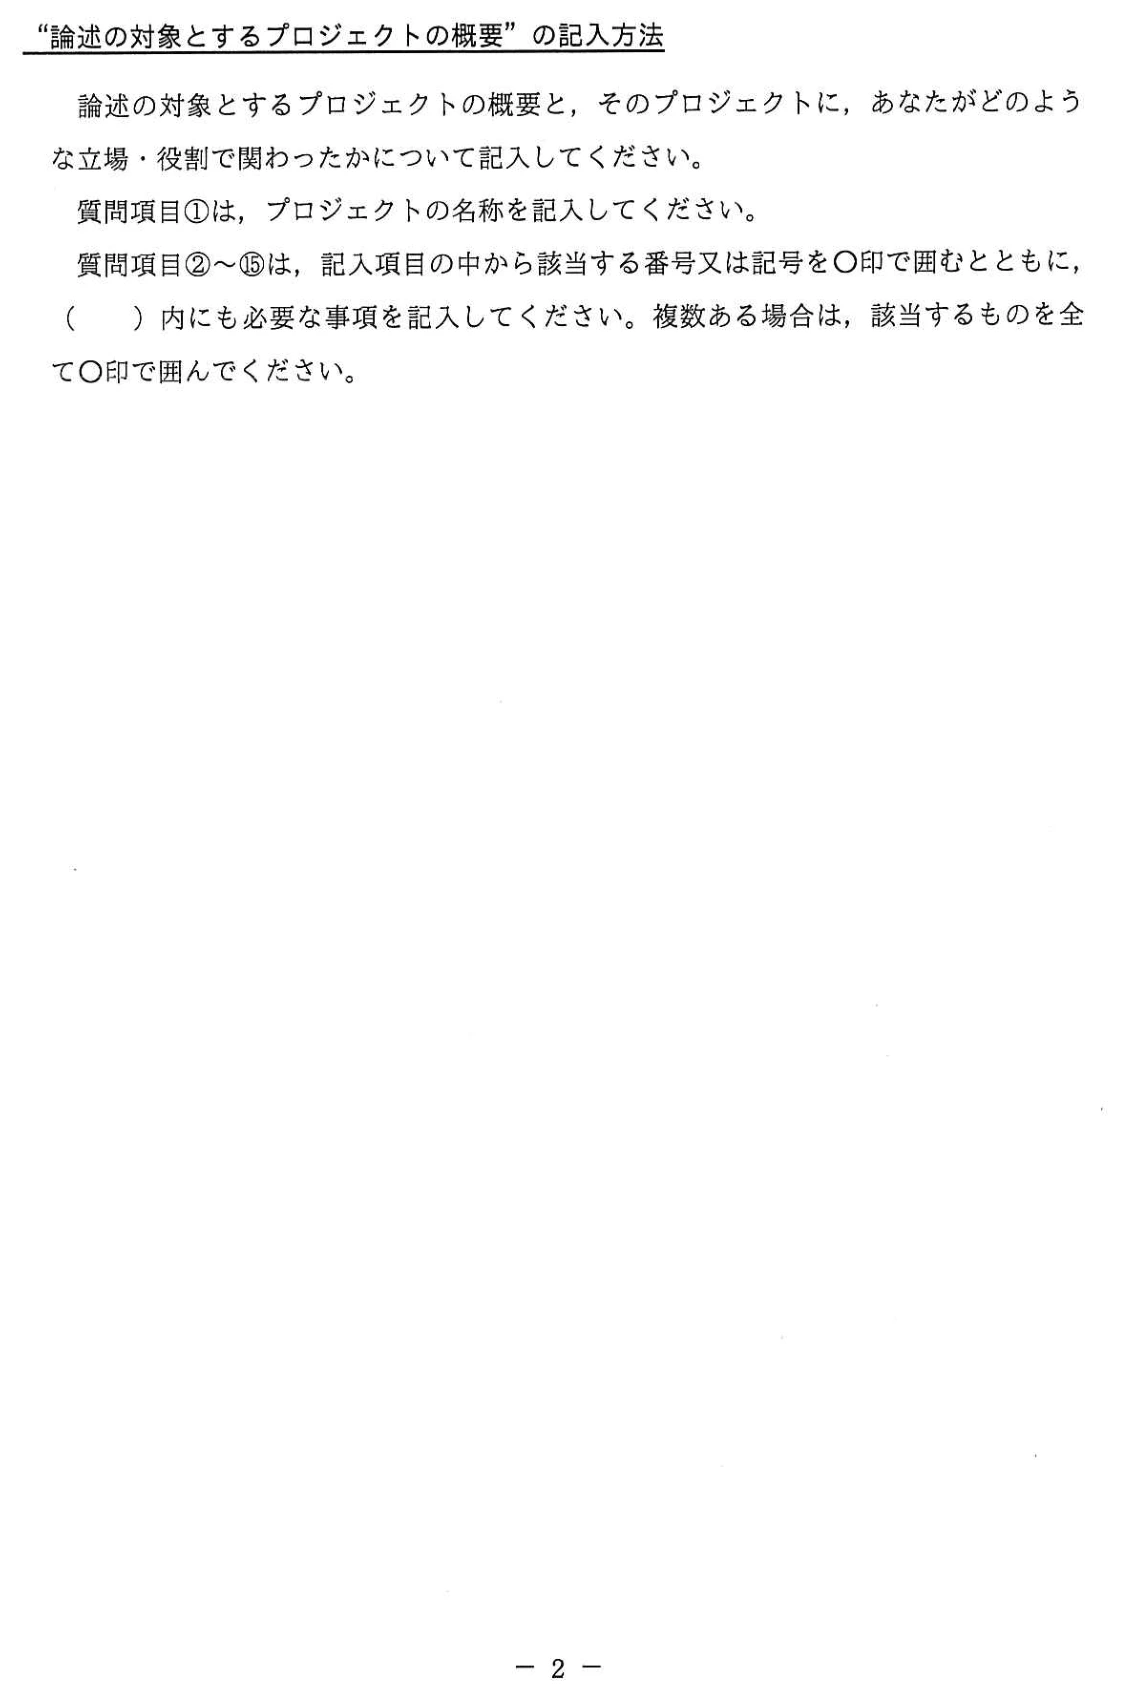 “論述の対象とするプロジェクトの概要”の記入方法
論述の対象とするプロジェクトの概要と，そのプロジェクトに，あなたがどのよう
な立場・役割で関わったかについて記入してください。
質問項目①は，プロジェクトの名称を記入してください。
質問項目②～⑮は，記入項目の中から該当する番号又は記号を〇印で囲むとともに，
（　　）内にも必要な事項を記入してください。複数ある場合は，該当するものを全
て〇印で囲んでください。
－ 2 －